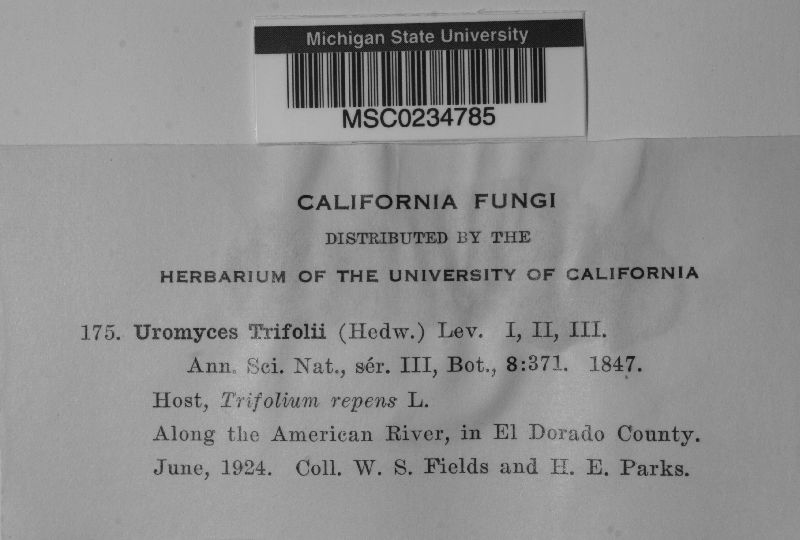 Michigan State University
MSC0234785
CALIFORNIA FUNGI
DISTRIBUTED BY THE
HERBARIUM OF THE UNIVERSITY OF CALIFORNIA
175. Uromyces Trifolii (Hedw.) Lev. I, II, III.
Ann. Sci. Nat., sér. III, Bot., 8:371. 1847.
Host, Trifolium repens L.
Along the American River, in El Dorado County.
June, 1924. Coll. W. S. Fields and H. E. Parks.